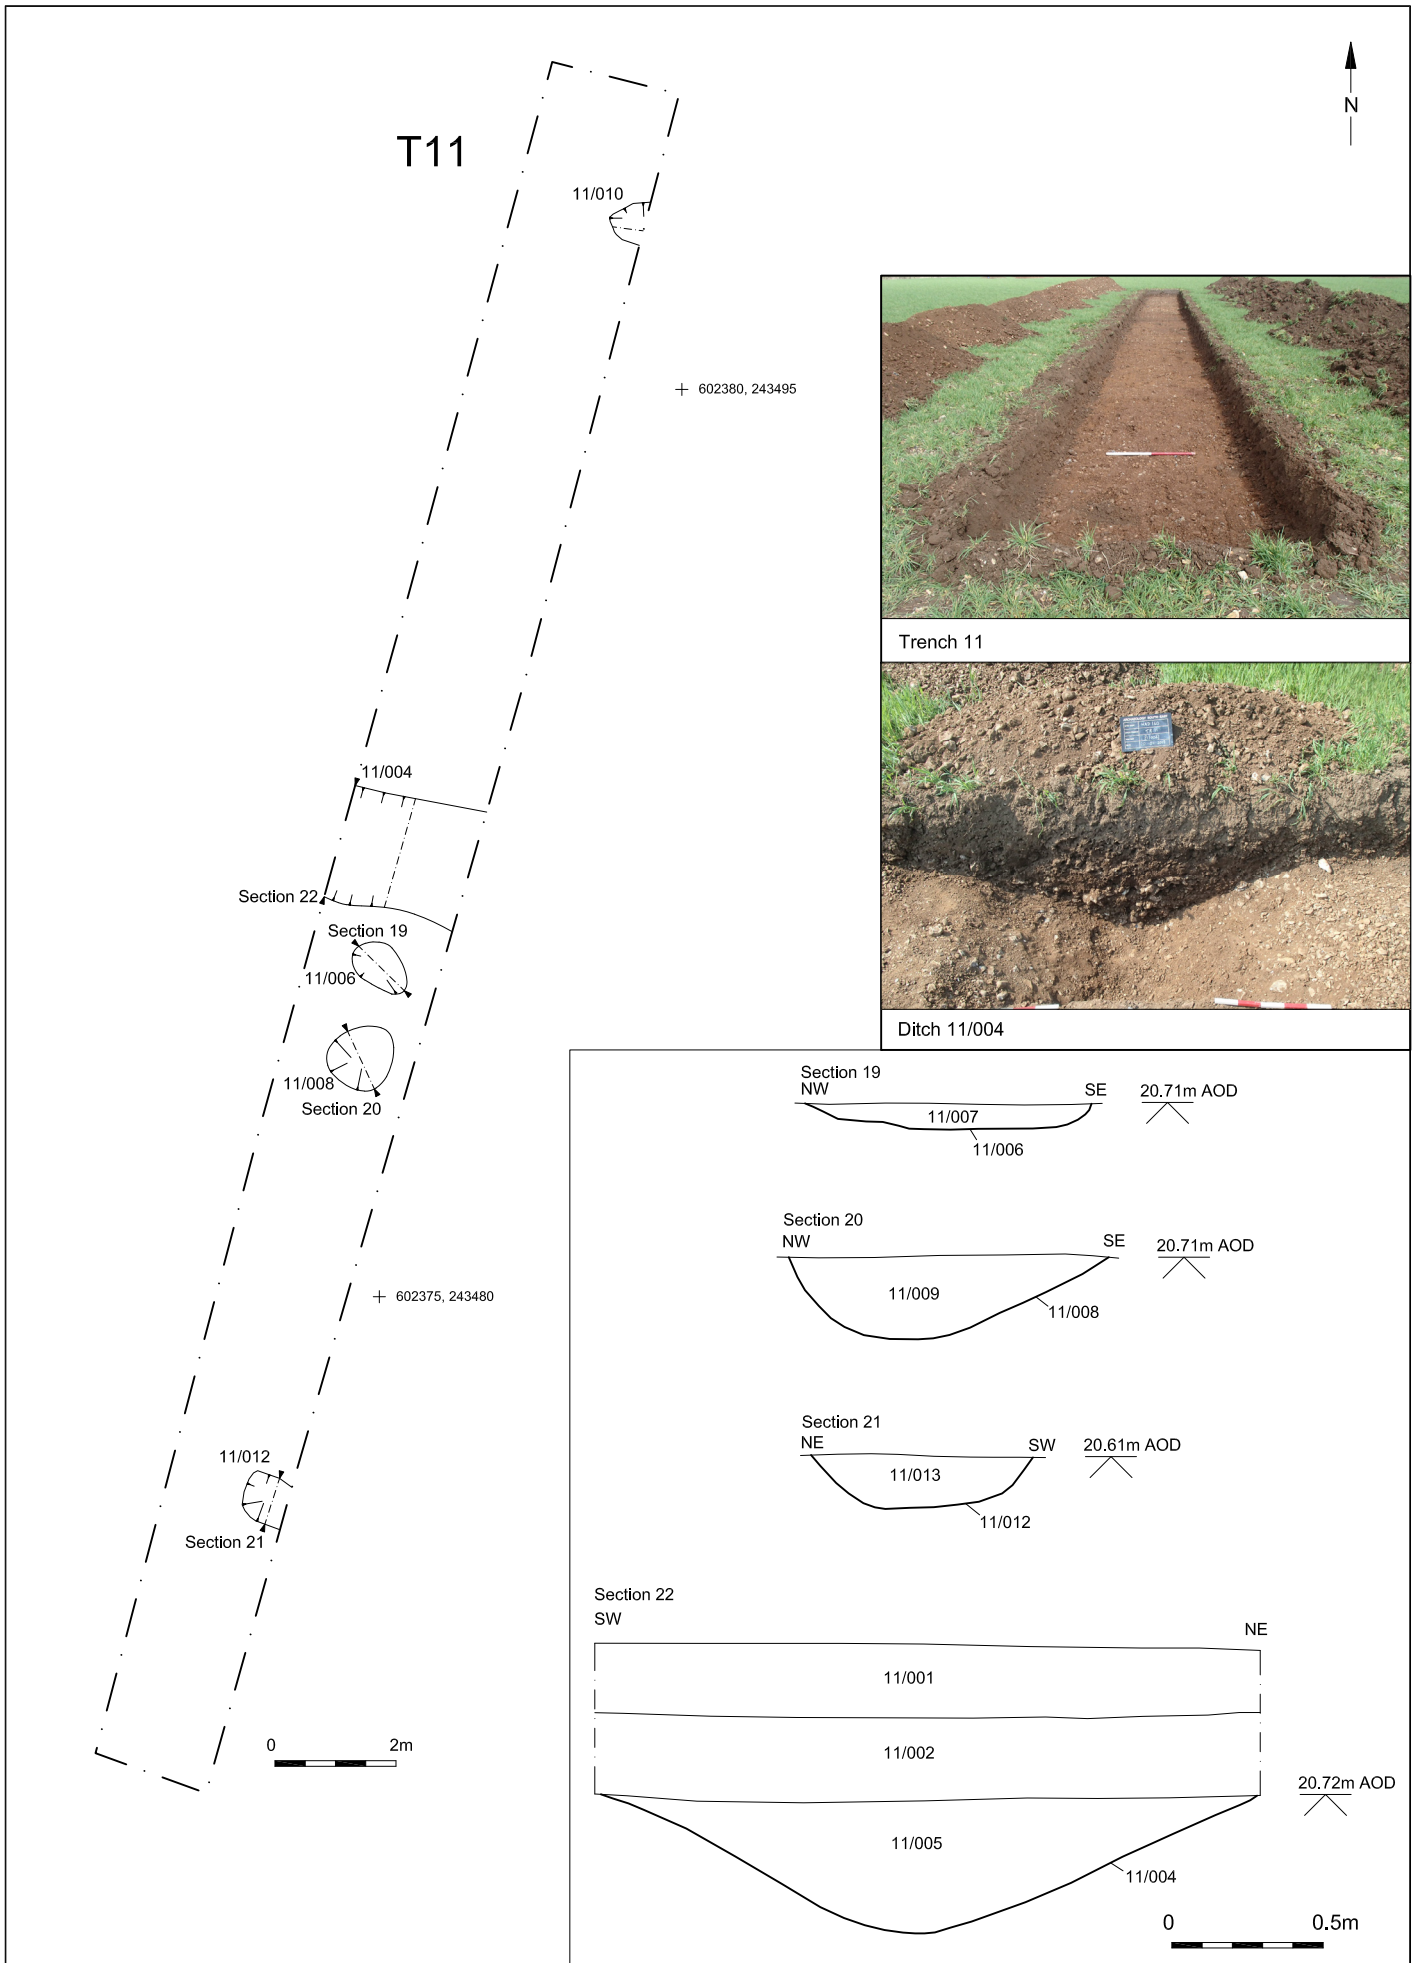 T11
N
11/010
602380, 243495
Trench 11
11/004
Section 22
Section 19
11/006
11/008
Section 20
Ditch 11/004
602375, 243480
11/012
Section 21
0 2m
Section 19
NW SE 20.71m AOD
11/007
11/006
Section 20
NW SE 20.71m AOD
11/009
11/008
Section 21
NE SW 20.61m AOD
11/013
11/012
Section 22
SW NE
11/001
11/002
20.72m AOD
11/005
11/004
0 0.5m